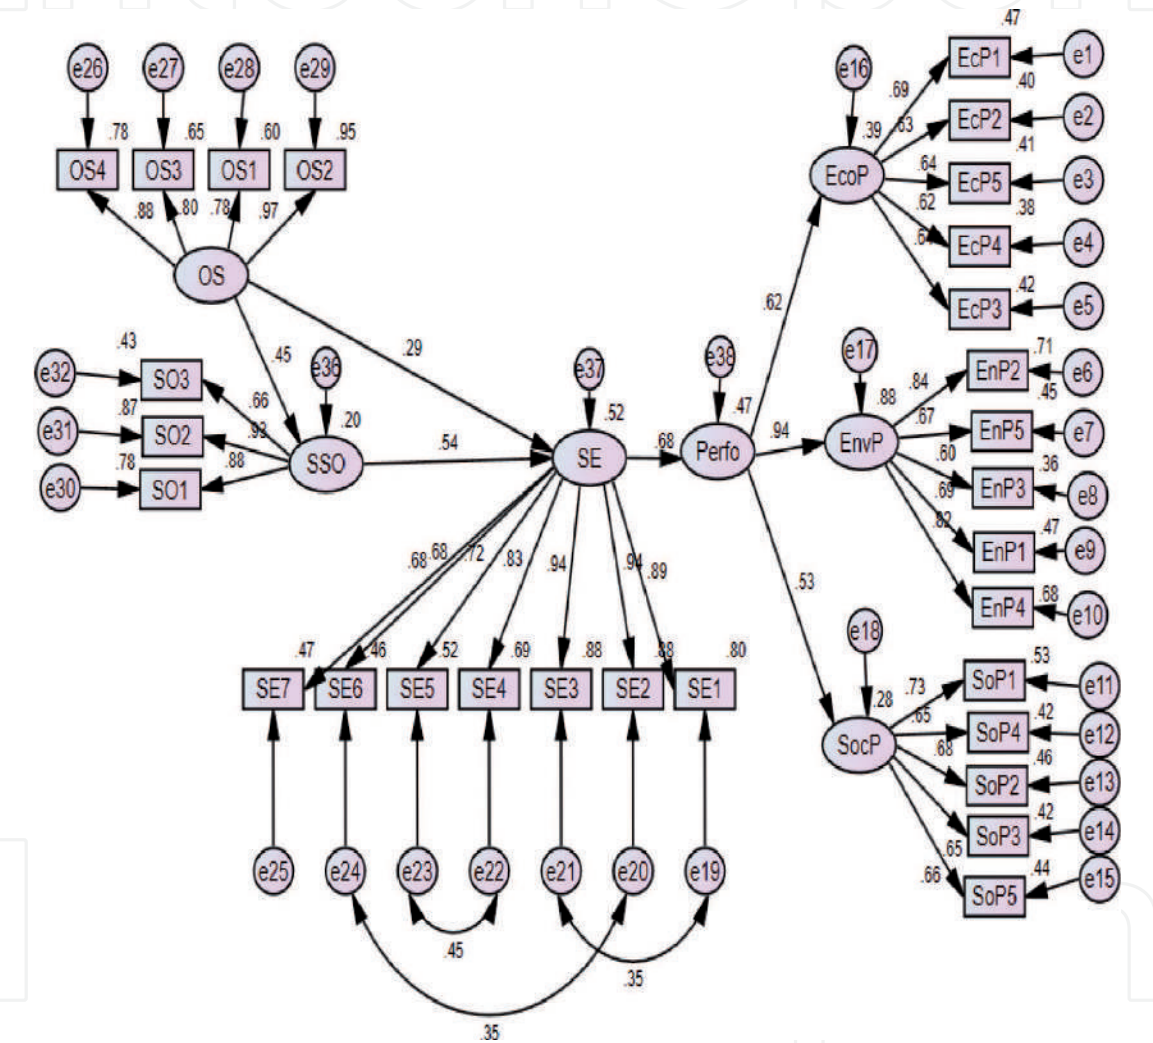 e26 e27 e28 e29
.78 .65 .60 .95
OS4 OS3 OS1 OS2
.88 .80 .78 .97
OS
.45
.29
.43
e32 SO3
.66
.87
e31 SO2
.93
.78
e30 SO1
.88
e36
.20
SSO
.54
e37
.52
SE
.68
e38
.47
Perfo
.62
.94
.53
.68 .68 .72 .83 .94 .94 .89
.47 .46 .52 .69 .88 .88 .80
SE7 SE6 SE5 SE4 SE3 SE2 SE1
e25 e24 e23 e22 e21 e20 e19
.45
.35
.35
e16
.39
EcoP
.69
.63
.64
.62
.47
EcP1 e1
.40
EcP2 e2
.41
EcP5 e3
.38
EcP4 e4
.42
EcP3 e5
e17
.88
EnvP
.84
.67
.60
.69
.82
.71
EnP2 e6
.45
EnP5 e7
.36
EnP3 e8
.47
EnP1 e9
.68
EnP4 e10
e18
.28
SocP
.73
.65
.68
.65
.66
.53
SoP1 e11
.42
SoP4 e12
.46
SoP2 e13
.42
SoP3 e14
.44
SoP5 e15